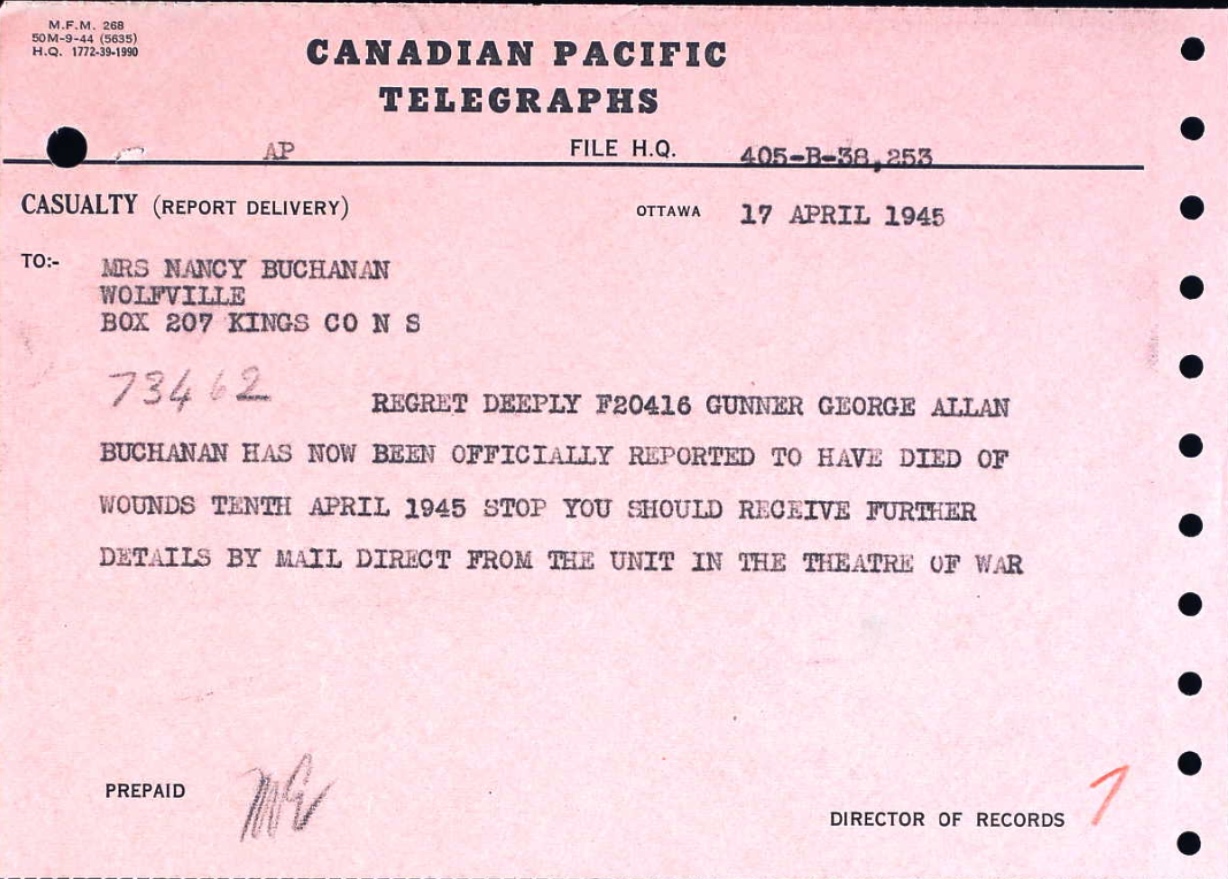 M.F.M. 268
50M-9-44 (5635)
H.Q. 1772-39-1990
CANADIAN PACIFIC
TELEGRAPHS
AP FILE H.Q. 405-B-38,253
CASUALTY (REPORT DELIVERY) OTTAWA 17 APRIL 1945
TO:- MRS NANCY BUCHANAN
WOLFVILLE
BOX 207 KINGS CO N S
73462
REGRET DEEPLY F20416 GUNNER GEORGE ALLAN
BUCHANAN HAS NOW BEEN OFFICIALLY REPORTED TO HAVE DIED OF
WOUNDS TENTH APRIL 1945 STOP YOU SHOULD RECEIVE FURTHER
DETAILS BY MAIL DIRECT FROM THE UNIT IN THE THEATRE OF WAR
PREPAID
DIRECTOR OF RECORDS